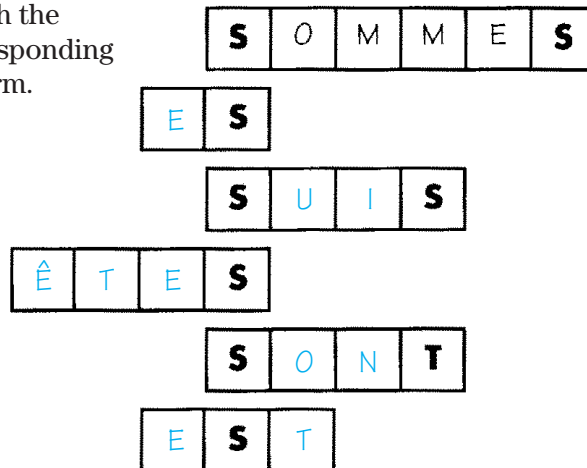 h the
sponding
rm.
SOMMES
ES
SUIS
ÊTES
SONT
EST